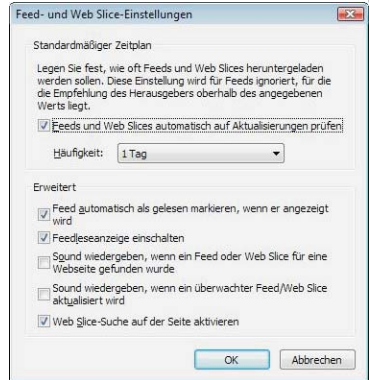 Feed- und Web Slice-Einstellungen
Standardmäßiger Zeitplan
Legen Sie fest, wie oft Feeds und Web Slices heruntergeladen
werden sollen. Diese Einstellung wird für Feeds ignoriert, für die
die Empfehlung des Herausgebers oberhalb des angegebenen
Werts liegt.
Feeds und Web Slices automatisch auf Aktualisierungen prüfen
Häufigkeit: 1 Tag
Erweitert
Feed automatisch als gelesen markieren, wenn er angezeigt
wird
Feedleseanzeige einschalten
Sound wiedergeben, wenn ein Feed oder Web Slice für eine
Webseite gefunden wurde
Sound wiedergeben, wenn ein überwachter Feed/Web Slice
aktualisiert wird
Web Slice-Suche auf der Seite aktivieren
OK Abbrechen